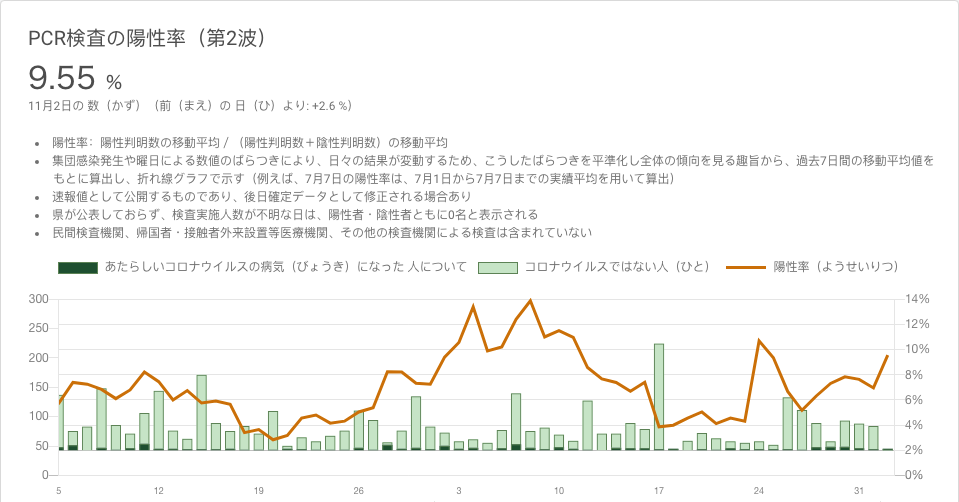 PCR検査の陽性率（第2波）
9.55 %
11月2日の 数（かず）（前（まえ）の 日（ひ）より: +2.6 %）
• 陽性率：陽性判明数の移動平均 / （陽性判明数＋陰性判明数）の移動平均
• 集団感染発生や曜日による数値のばらつきにより、日々の結果が変動するため、こうしたばらつきを平準化し全体の傾向を見る趣旨から、過去7日間の移動平均値を
もとに算出し、折れ線グラフで示す（例えば、7月7日の陽性率は、7月1日から7月7日までの実績平均を用いて算出）
• 速報値として公開するものであり、後日確定データとして修正される場合あり
• 県が公表しておらず、検査実施人数が不明な日は、陽性者・陰性者ともに0名と表示される
• 民間検査機関、帰国者・接触者外来設置等医療機関、その他の検査機関による検査は含まれていない
あたらしいコロナウイルスの病気（びょうき）になった 人について コロナウイルスではない人（ひと） 陽性率（ようせいりつ）
300 14%
250 12%
200 10%
150 8%
100 6%
4%
50 2%
0 0%
5 12 19 26 3 10 17 24 31